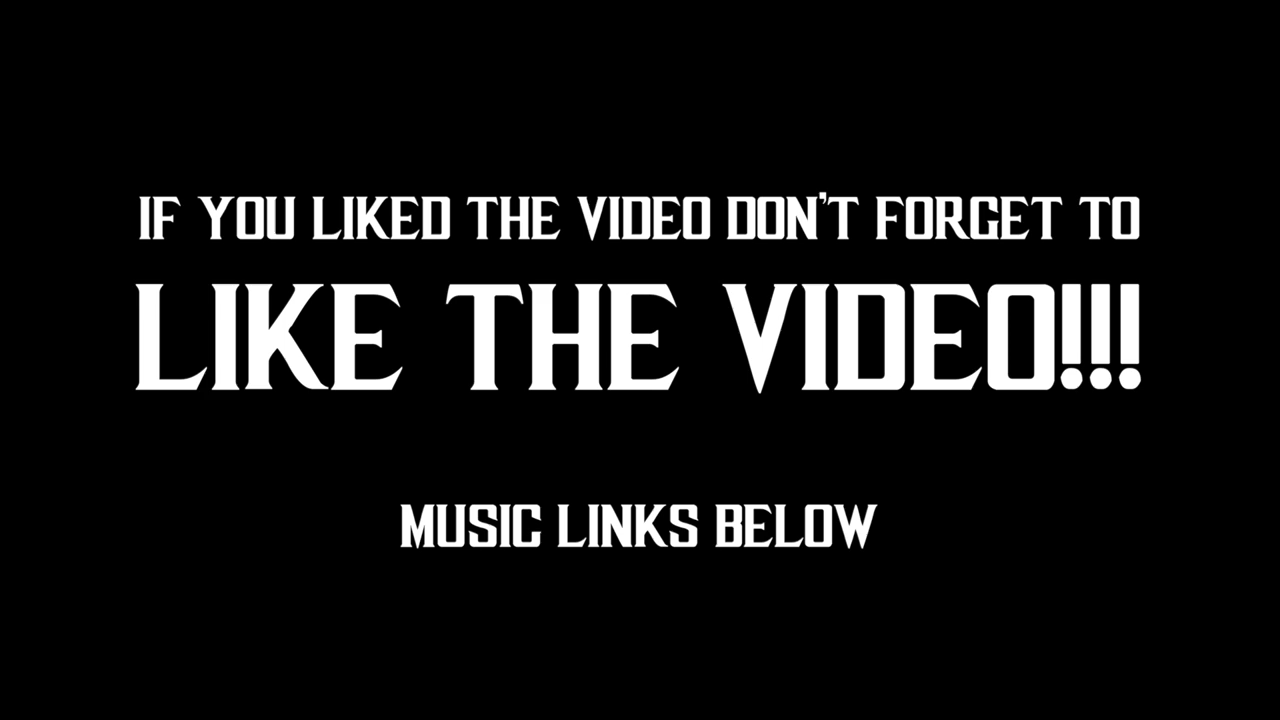 IF YOU LIKED THE VIDEO DON'T FORGET TO
LIKE THE VIDEO!!!
MUSIC LINKS BELOW